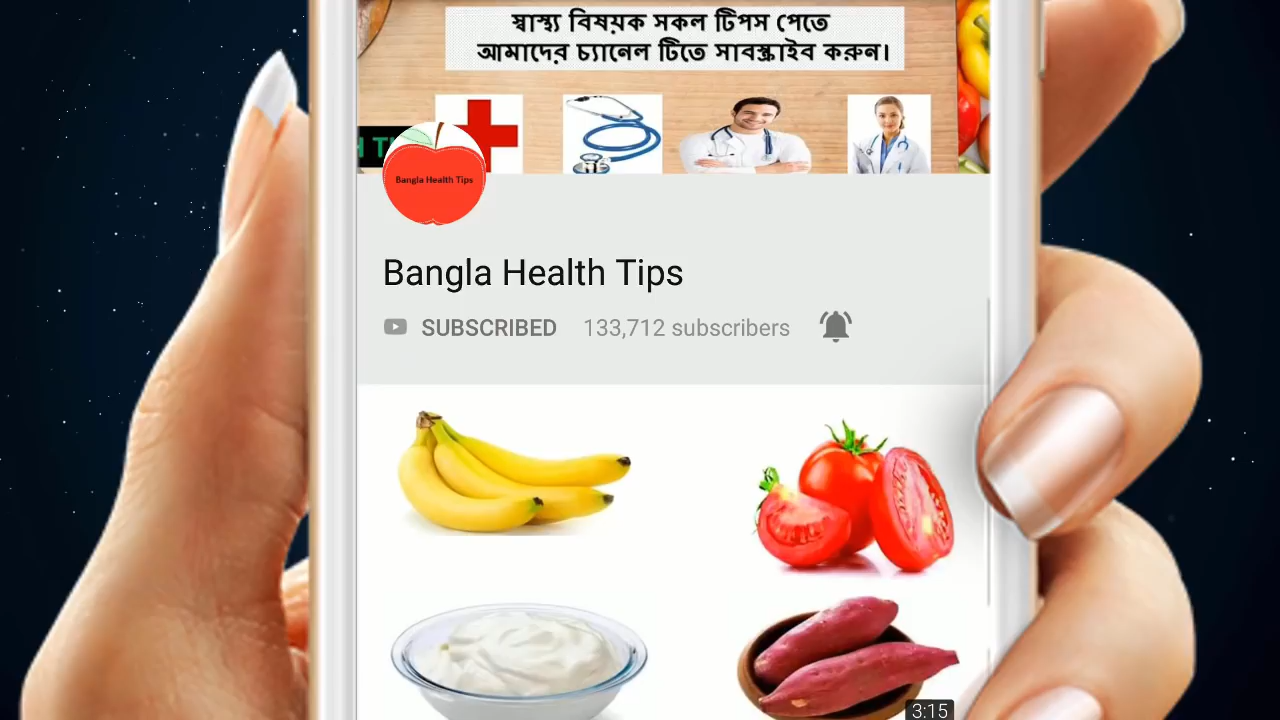 স্বাস্থ্য বিষয়ক সকল টিপস পেতে
আমাদের চ্যানেল টিতে সাবস্ক্রাইব করুন।
Bangla Health Tips
Bangla Health Tips
SUBSCRIBED 133,712 subscribers
3:15